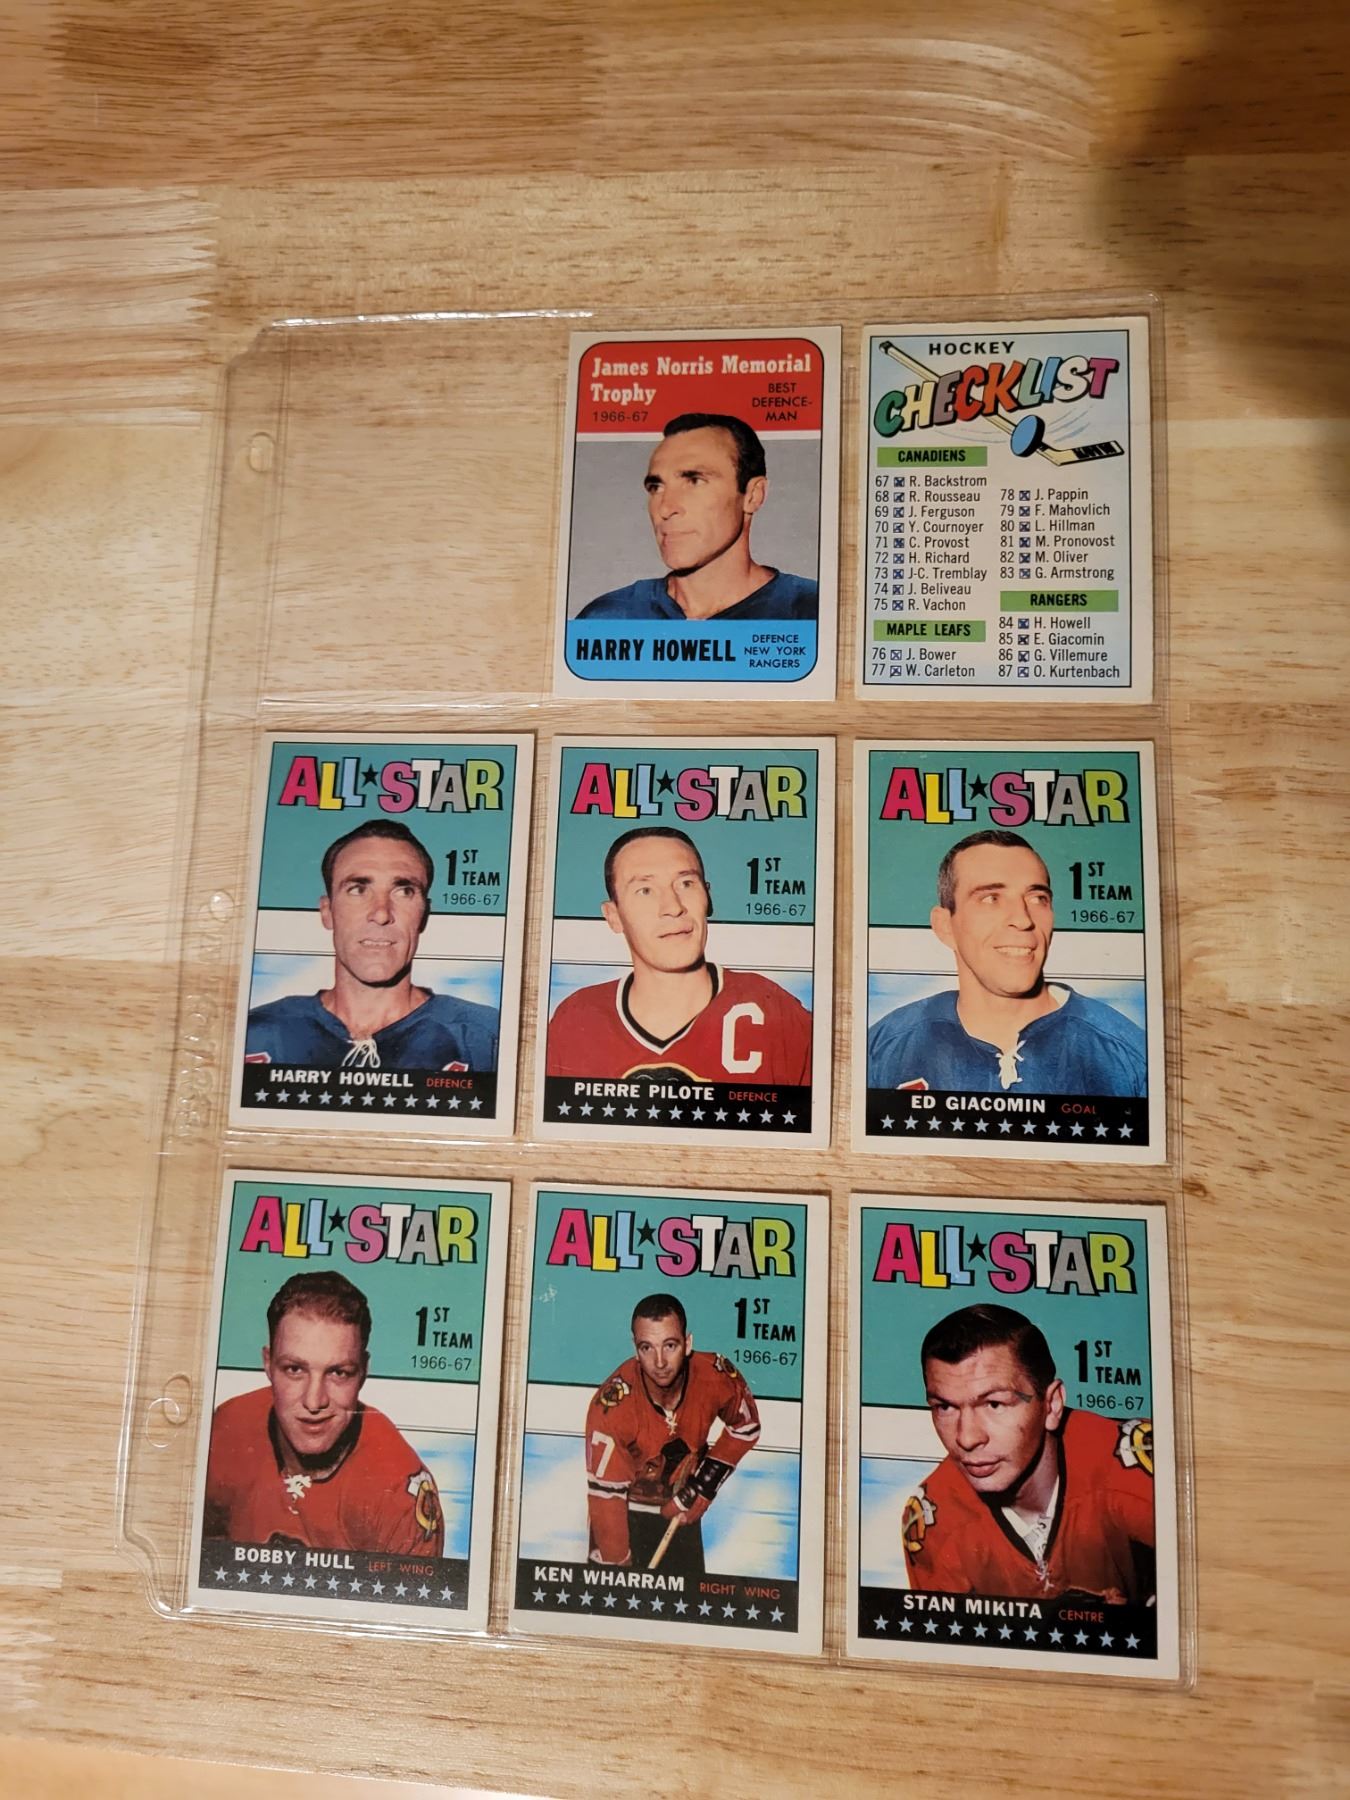 James Norris Memorial
Trophy
1966-67
BEST
DEFENCE-
MAN
HARRY HOWELL
DEFENCE
NEW YORK
RANGERS
HOCKEY
CHECKLIST
CANADIENS
67 R. Backstrom
68 R. Rousseau
69 J. Ferguson
70 Y. Cournoyer
71 C. Provost
72 H. Richard
73 J-C. Tremblay
74 J. Beliveau
75 R. Vachon
MAPLE LEAFS
76 J. Bower
77 W. Carleton
78 J. Pappin
79 F. Mahovlich
80 L. Hillman
81 M. Pronovost
82 M. Oliver
83 G. Armstrong
RANGERS
84 H. Howell
85 E. Giacomin
86 G. Villemure
87 O. Kurtenbach
ALL★STAR
1ST
TEAM
1966-67
HARRY HOWELL DEFENCE
ALL★STAR
1ST
TEAM
1966-67
C
PIERRE PILOTE DEFENCE
ALL★STAR
1ST
TEAM
1966-67
ED GIACOMIN GOAL
ALL★STAR
1ST
TEAM
1966-67
BOBBY HULL LEFT WING
ALL★STAR
1ST
TEAM
1966-67
7
KEN WHARRAM RIGHT WING
ALL★STAR
1ST
TEAM
1966-67
STAN MIKITA CENTRE